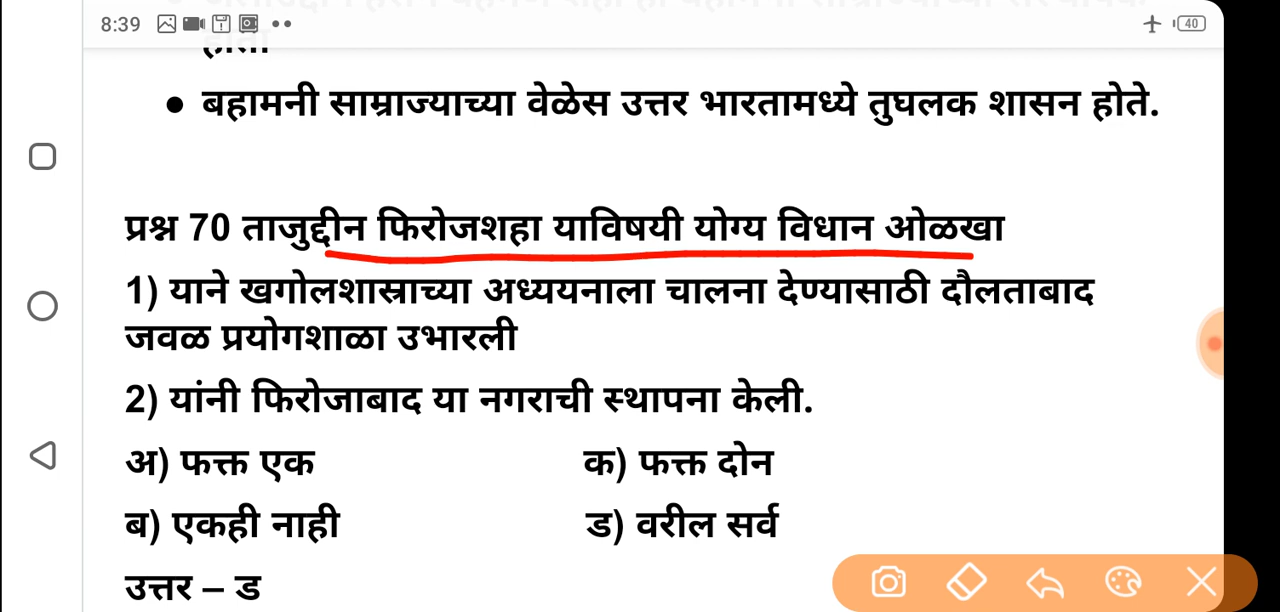 8:39
40
● बहामनी साम्राज्याच्या वेळेस उत्तर भारतामध्ये तुघलक शासन होते.
प्रश्न 70 ताजुद्दीन फिरोजशहा याविषयी योग्य विधान ओळखा
1) याने खगोलशास्राच्या अध्ययनाला चालना देण्यासाठी दौलताबाद
जवळ प्रयोगशाळा उभारली
2) यांनी फिरोजाबाद या नगराची स्थापना केली.
अ) फक्त एक क) फक्त दोन
ब) एकही नाही ड) वरील सर्व
उत्तर – ड